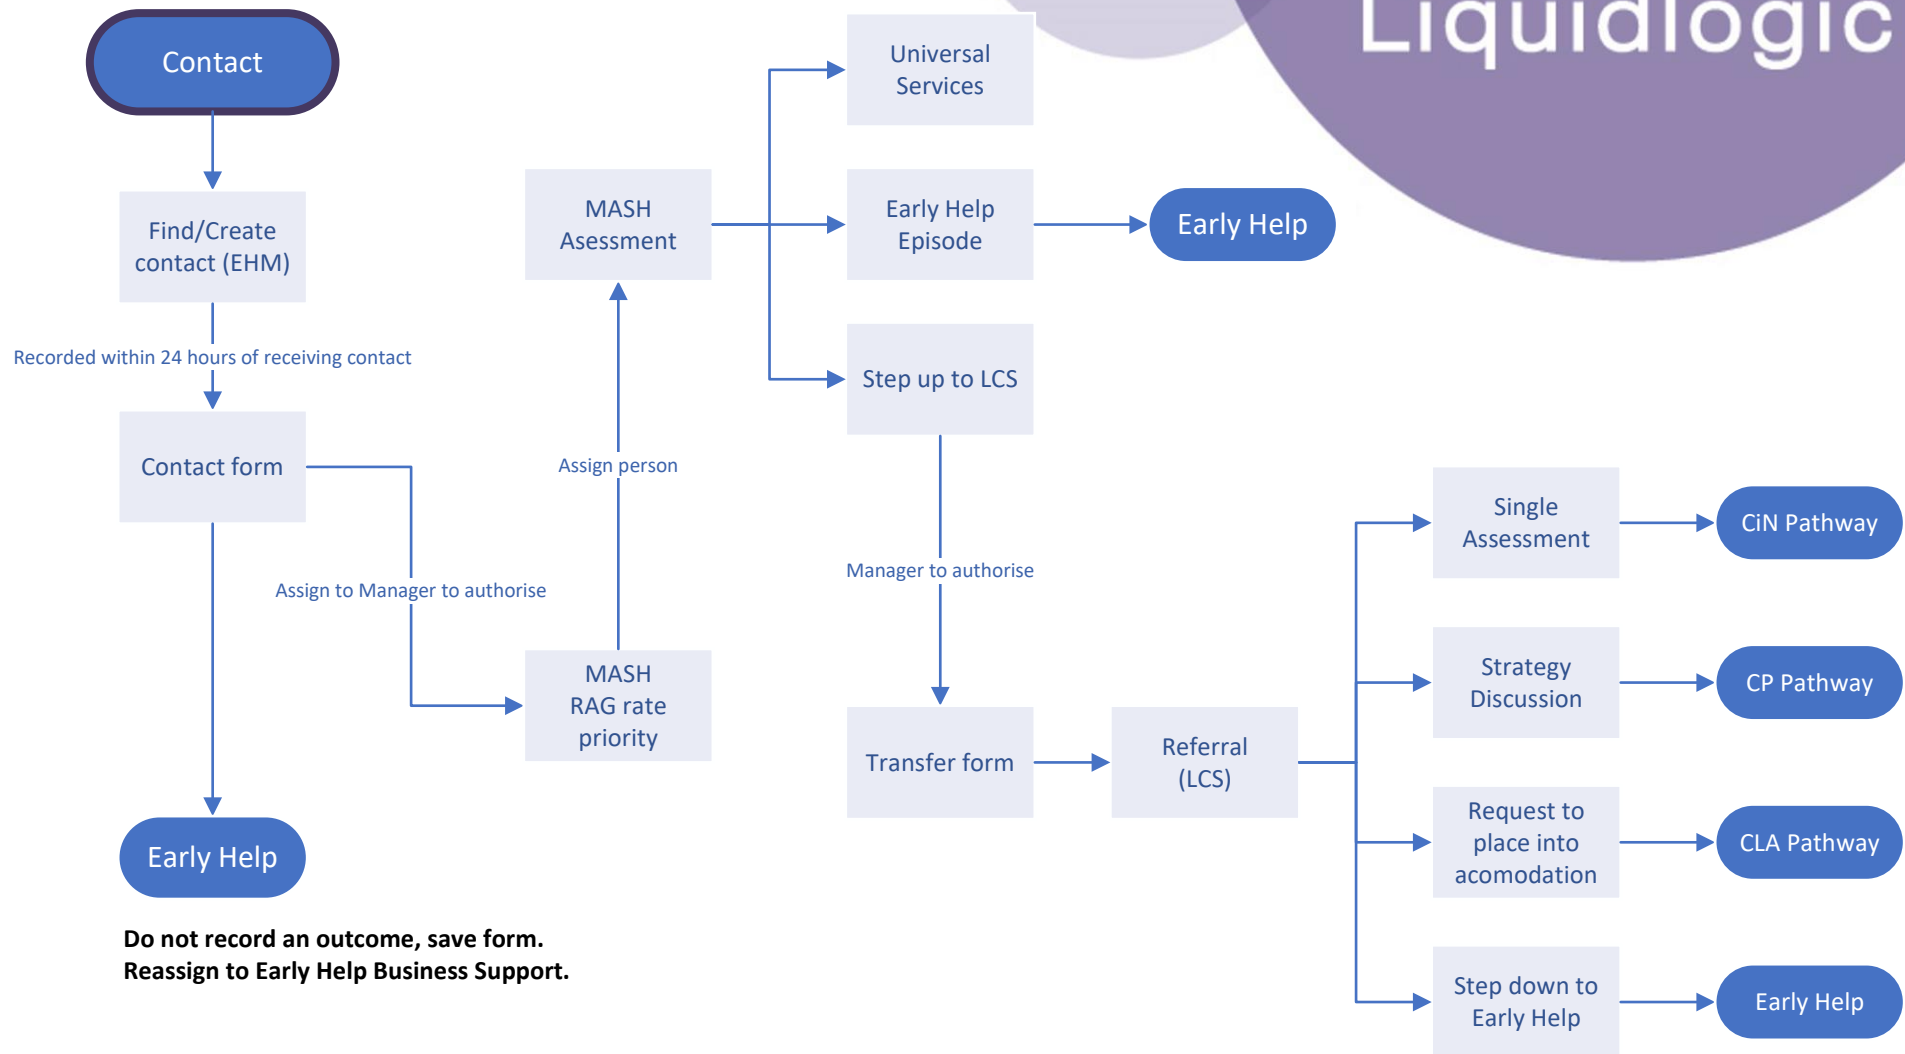 Liquidlogic
Contact
Find/Create
contact (EHM)
Recorded within 24 hours of receiving contact
Contact form
Assign to Manager to authorise
Early Help
Do not record an outcome, save form.
Reassign to Early Help Business Support.
MASH
RAG rate
priority
Assign person
MASH
Asessment
Universal
Services
Early Help
Episode
Early Help
Step up to LCS
Manager to authorise
Transfer form
Referral
(LCS)
Single
Assessment
CiN Pathway
Strategy
Discussion
CP Pathway
Request to
place into
acomodation
CLA Pathway
Step down to
Early Help
Early Help